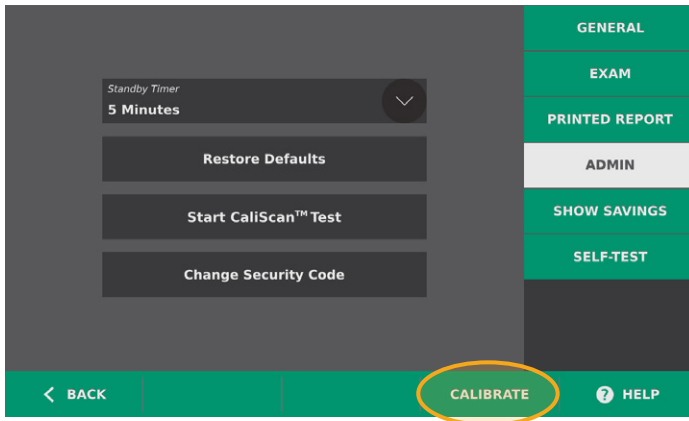 Standby Timer
5 Minutes
Restore Defaults
Start CaliScan™ Test
Change Security Code
GENERAL
EXAM
PRINTED REPORT
ADMIN
SHOW SAVINGS
SELF-TEST
BACK
CALIBRATE
? HELP